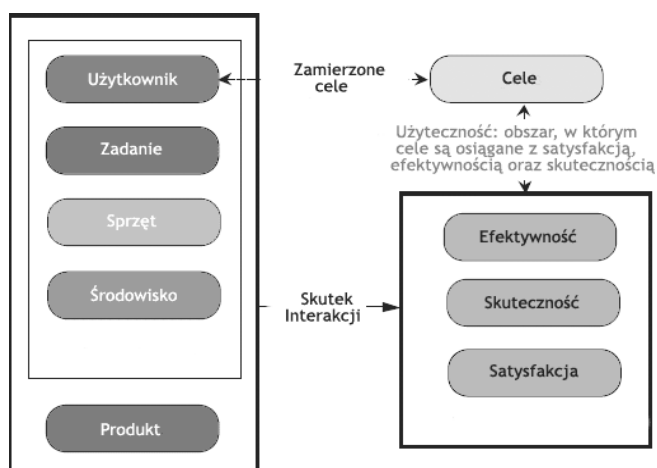 Użytkownik
Zadanie
Sprzęt
Środowisko
Produkt
Zamierzone
cele
Skutek
Interakcji
Cele
Użyteczność: obszar, w którym
cele są osiągane z satysfakcją,
efektywnością oraz skutecznością
Efektywność
Skuteczność
Satysfakcja